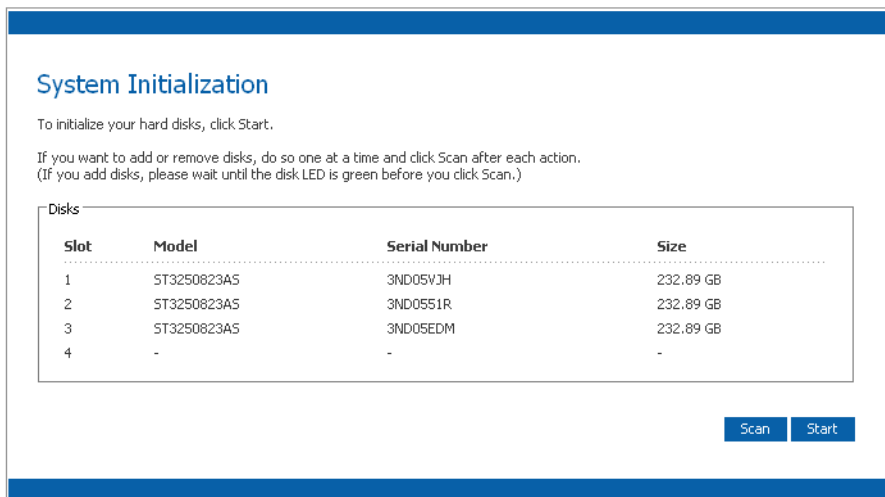 System Initialization
To initialize your hard disks, click Start.
If you want to add or remove disks, do so one at a time and click Scan after each action.
(If you add disks, please wait until the disk LED is green before you click Scan.)
Disks
Slot Model Serial Number Size
1 ST3250823AS 3ND05VJH 232.89 GB
2 ST3250823AS 3ND0551R 232.89 GB
3 ST3250823AS 3ND05EDM 232.89 GB
4 - - -
Scan Start